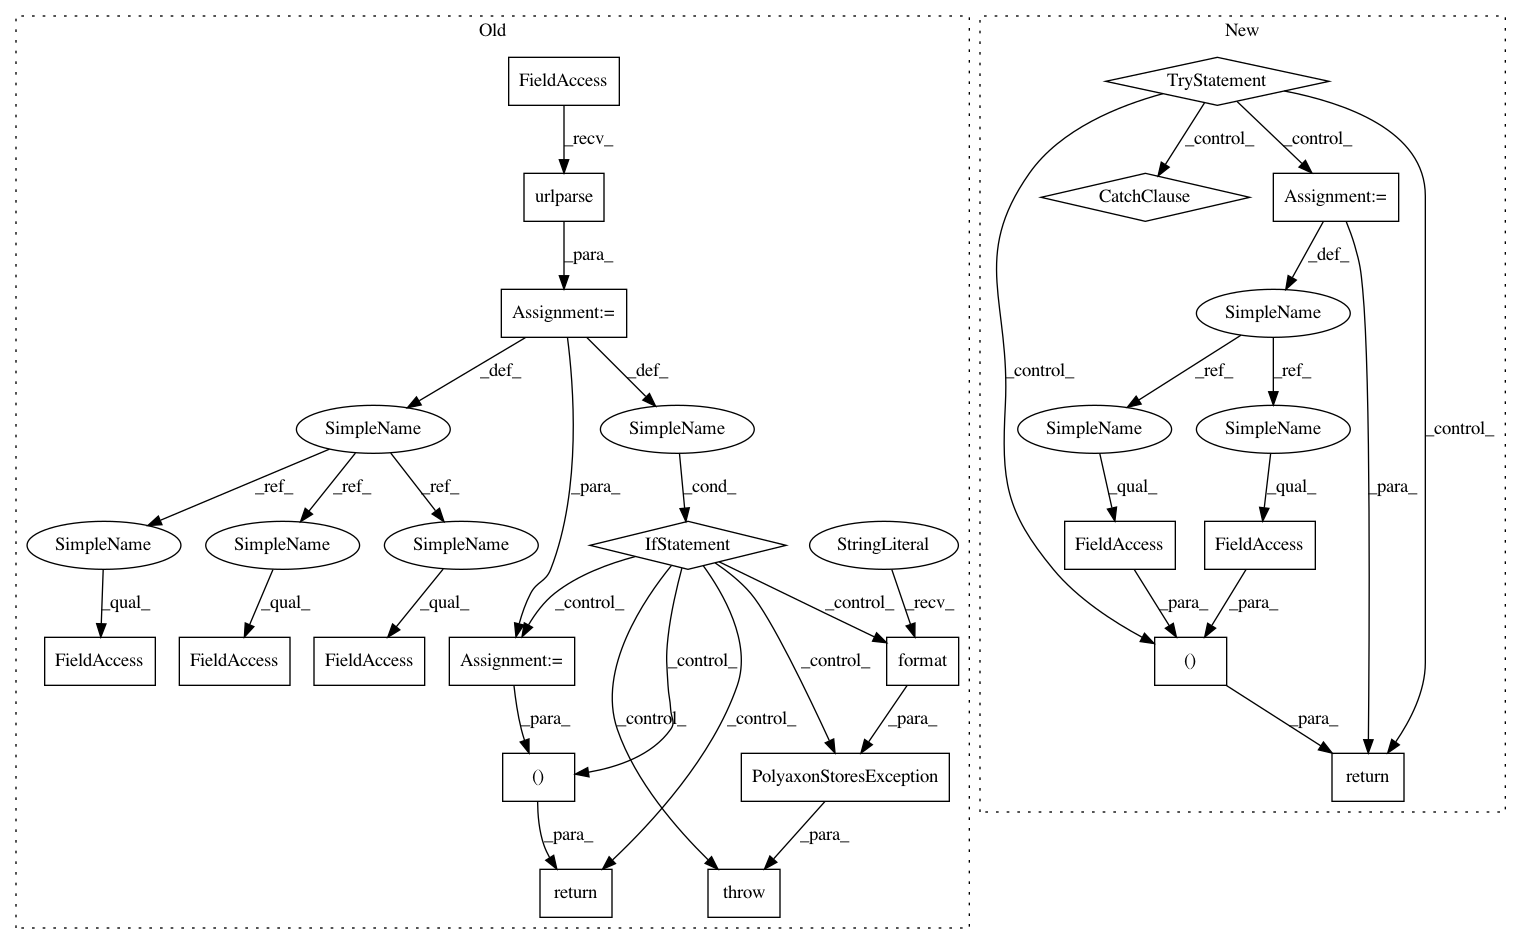 Old
New
FieldAccess
TryStatement
_recv_
_control_
_control_
urlparse
CatchClause
Assignment:=
_para_
_def_
Assignment:=
SimpleName
_def_
_def_
_control_
_ref_
_ref_
SimpleName
SimpleName
SimpleName
SimpleName
_control_
_ref_
_ref_
_ref_
_para_
_cond_
_qual_
_qual_
_para_
SimpleName
SimpleName
SimpleName
IfStatement
StringLiteral
FieldAccess
FieldAccess
_qual_
_qual_
_qual_
_control_
_control_
_recv_
_para_
_para_
FieldAccess
FieldAccess
FieldAccess
Assignment:=
_control_
_control_
format
()
_para_
_control_
_control_
_para_
_para_
()
PolyaxonStoresException
return
_para_
_para_
return
throw